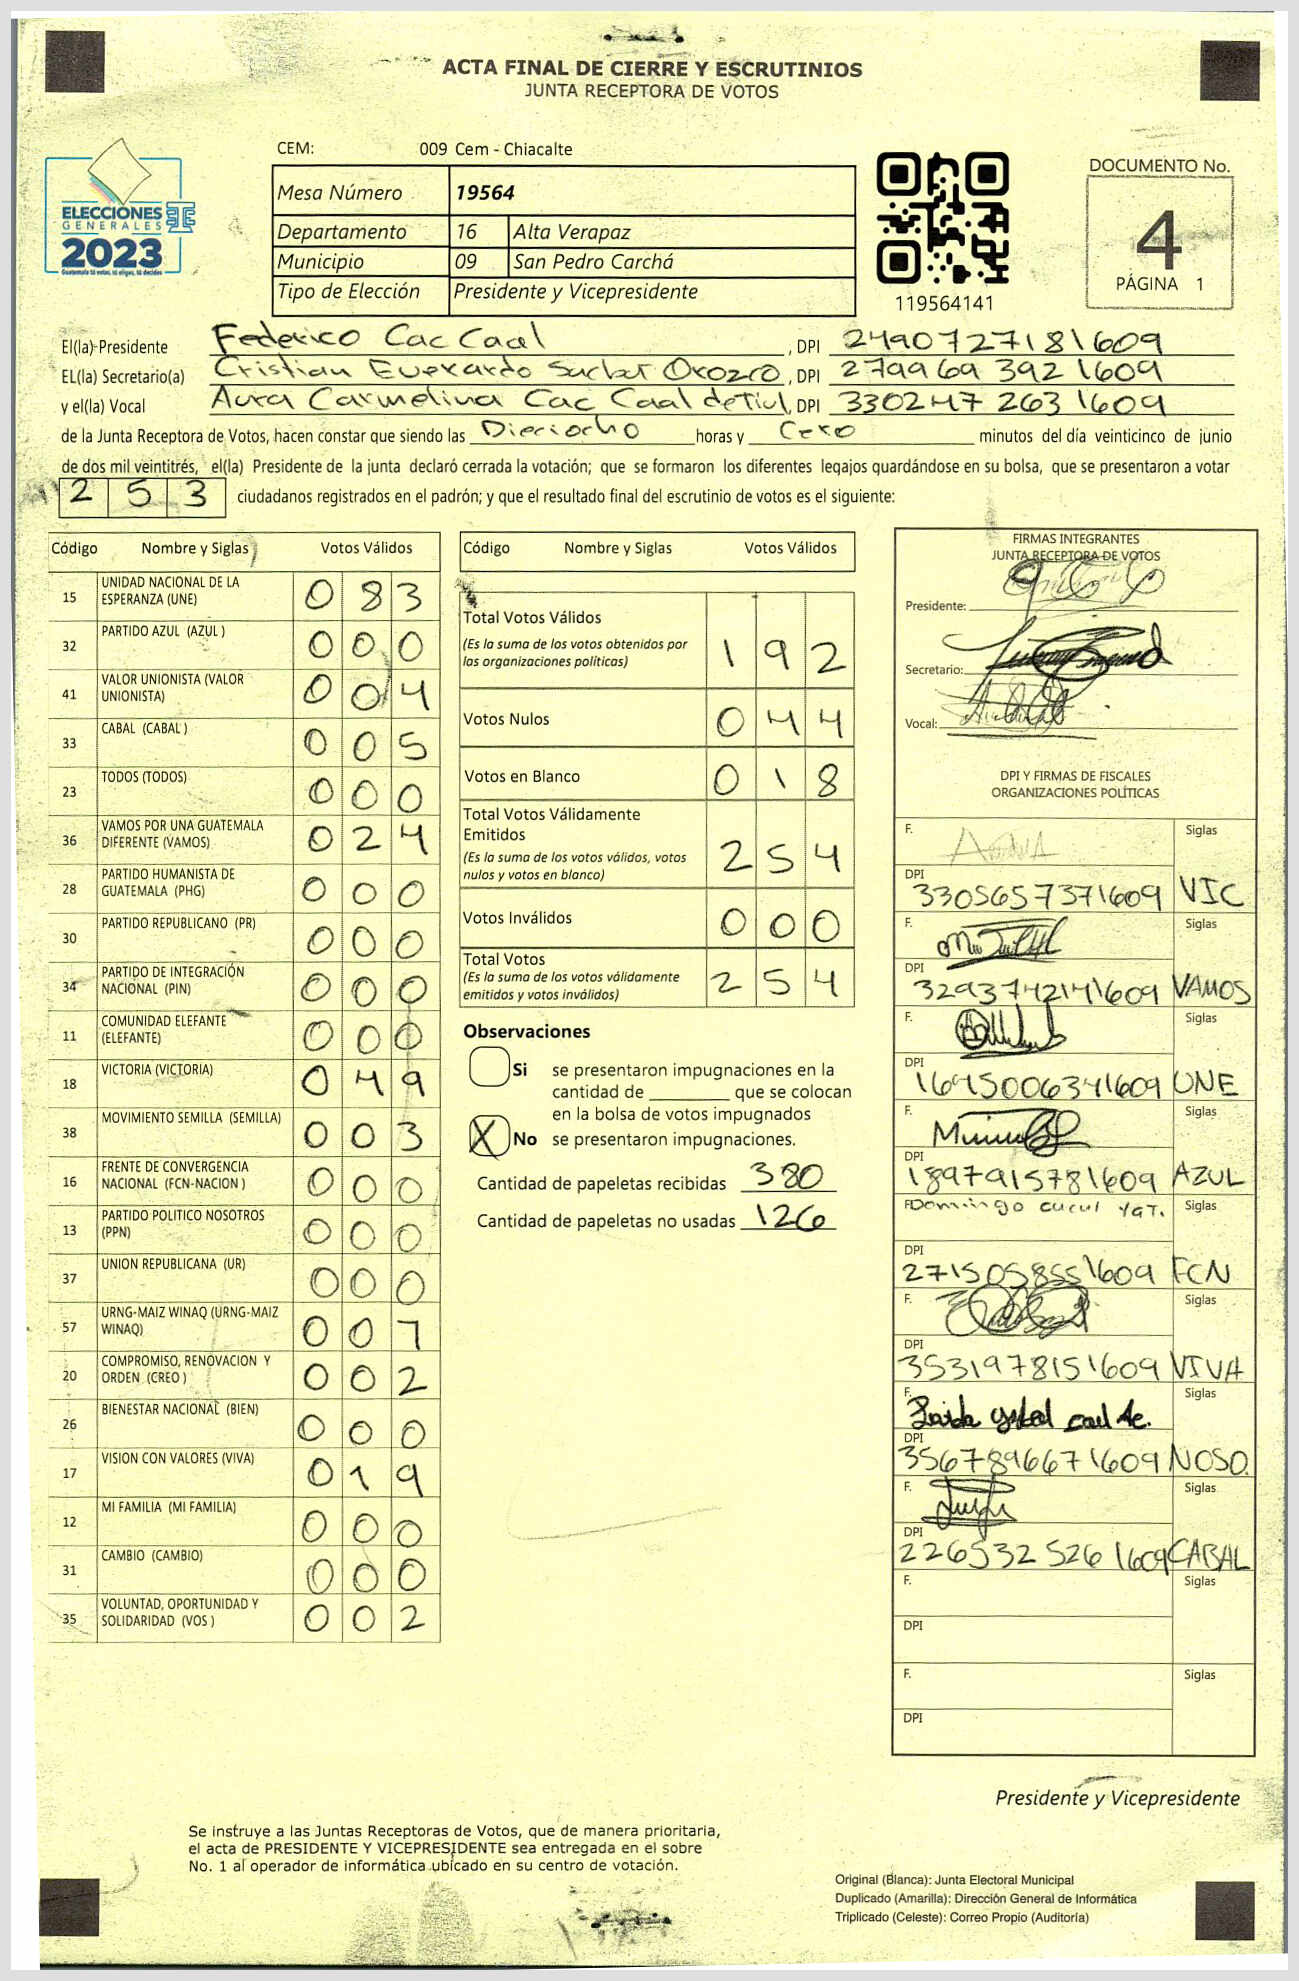 ACTA FINAL DE CIERRE Y ESCRUTINIOS
JUNTA RECEPTORA DE VOTOS
ELECCIONES
GENERALES
2023
Guatemala tú votas, tú eliges, tú decides
CEM: 009 Cem - Chiacalte
Mesa Número 19564
Departamento 16 Alta Verapaz
Municipio 09 San Pedro Carchá
Tipo de Elección Presidente y Vicepresidente
119564141
DOCUMENTO No.
4
PÁGINA 1
El(la) Presidente Federico Cac Caal, DPI 2490727181609
EL(la) Secretario(a) Cristian Everardo Orozco, DPI 2799693921609
y el(la) Vocal Aura Carmelina Cac Caal de Tiul, DPI 3302472631609
de la Junta Receptora de Votos, hacen constar que siendo las Dieciocho horas y Cero minutos del día veinticinco de junio
de dos mil veintitrés, el(la) Presidente de la junta declaró cerrada la votación; que se formaron los diferentes legajos guardándose en su bolsa, que se presentaron a votar
253 ciudadanos registrados en el padrón; y que el resultado final del escrutinio de votos es el siguiente:
Código Nombre y Siglas Votos Válidos
15 UNIDAD NACIONAL DE LA ESPERANZA (UNE) 083
32 PARTIDO AZUL (AZUL ) 000
41 VALOR UNIONISTA (VALOR UNIONISTA) 004
33 CABAL (CABAL ) 005
23 TODOS (TODOS) 000
36 VAMOS POR UNA GUATEMALA DIFERENTE (VAMOS) 024
28 PARTIDO HUMANISTA DE GUATEMALA (PHG) 000
30 PARTIDO REPUBLICANO (PR) 000
34 PARTIDO DE INTEGRACIÓN NACIONAL (PIN) 000
11 COMUNIDAD ELEFANTE (ELEFANTE) 000
18 VICTORIA (VICTORIA) 049
38 MOVIMIENTO SEMILLA (SEMILLA) 003
16 FRENTE DE CONVERGENCIA NACIONAL (FCN-NACION ) 000
13 PARTIDO POLITICO NOSOTROS (PPN) 000
37 UNION REPUBLICANA (UR) 000
57 URNG-MAIZ WINAQ (URNG-MAIZ WINAQ) 001
20 COMPROMISO, RENOVACION Y ORDEN (CREO ) 002
26 BIENESTAR NACIONAL (BIEN) 000
17 VISION CON VALORES (VIVA) 019
12 MI FAMILIA (MI FAMILIA) 000
31 CAMBIO (CAMBIO) 000
35 VOLUNTAD, OPORTUNIDAD Y SOLIDARIDAD (VOS ) 002
Código Nombre y Siglas Votos Válidos
Total Votos Válidos 192
(Es la suma de los votos obtenidos por
las organizaciones políticas)
Votos Nulos 044
Votos en Blanco 018
Total Votos Válidamente
Emitidos 254
(Es la suma de los votos válidos, votos
nulos y votos en blanco)
Votos Inválidos 000
Total Votos 254
(Es la suma de los votos válidamente
emitidos y votos inválidos)
Observaciones
Si se presentaron impugnaciones en la
cantidad de ________ que se colocan
en la bolsa de votos impugnados
X No se presentaron impugnaciones.
Cantidad de papeletas recibidas 380
Cantidad de papeletas no usadas 126
FIRMAS INTEGRANTES
JUNTA RECEPTORA DE VOTOS
Presidente:
Secretario:
Vocal:
DPI Y FIRMAS DE FISCALES
ORGANIZACIONES POLÍTICAS
F. Siglas
DPI 3305657371609 VIC
F. Siglas
DPI 3293742141609 VAMOS
F. Siglas
DPI 1695006341609 UNE
F. Siglas
DPI 1897915781609 AZUL
F. Domingo cucul Yat. Siglas
DPI 2715058551609 FCN
F. Siglas
DPI 3531978151609 VIVA
F. Siglas
DPI 3567896671609 NOSO.
F. Siglas
DPI 2265325261609 CABAL
F. Siglas
DPI
F. Siglas
DPI
Presidente y Vicepresidente
Se instruye a las Juntas Receptoras de Votos, que de manera prioritaria,
el acta de PRESIDENTE Y VICEPRESIDENTE sea entregada en el sobre
No. 1 al operador de informática ubicado en su centro de votación.
Original (Blanca): Junta Electoral Municipal
Duplicado (Amarilla): Dirección General de Informática
Triplicado (Celeste): Correo Propio (Auditoría)